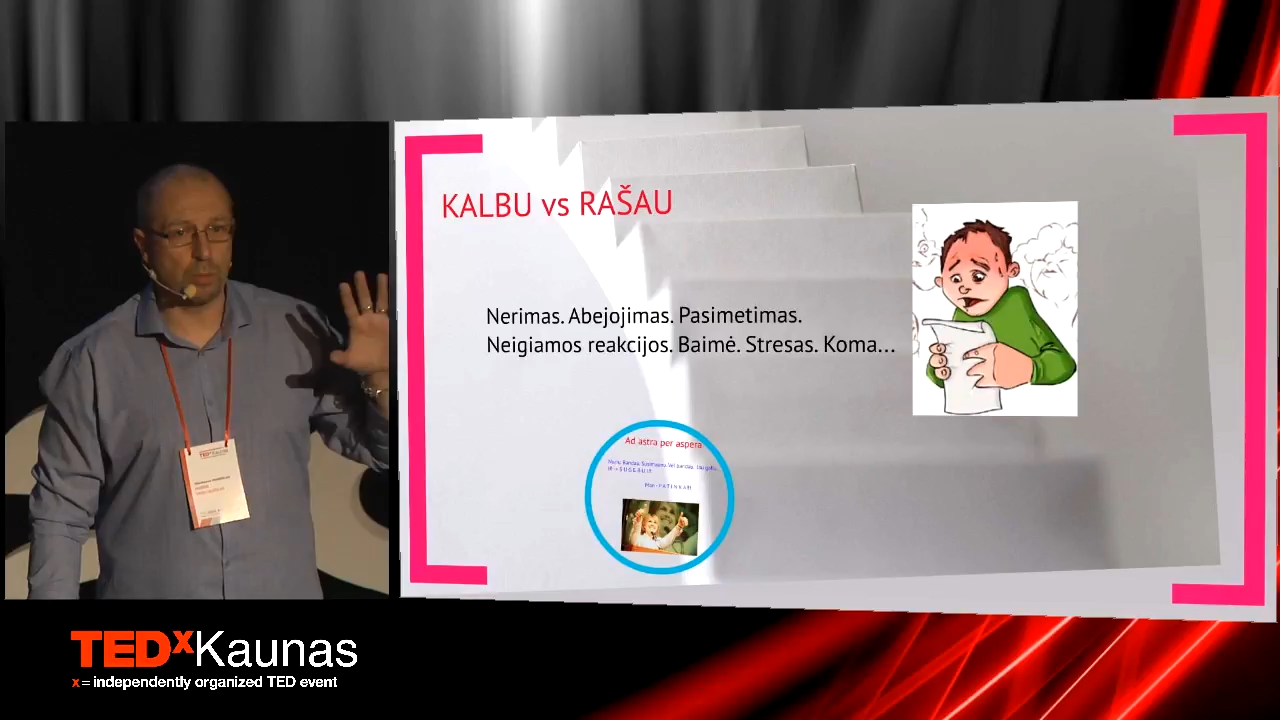 KALBU vs RAŠAU
Nerimas. Abejojimas. Pasimetimas.
Neigiamos reakcijos. Baimė. Stresas. Koma...
Ad astra per aspera
TEDxKaunas
TEDxKaunas
x = independently organized TED event